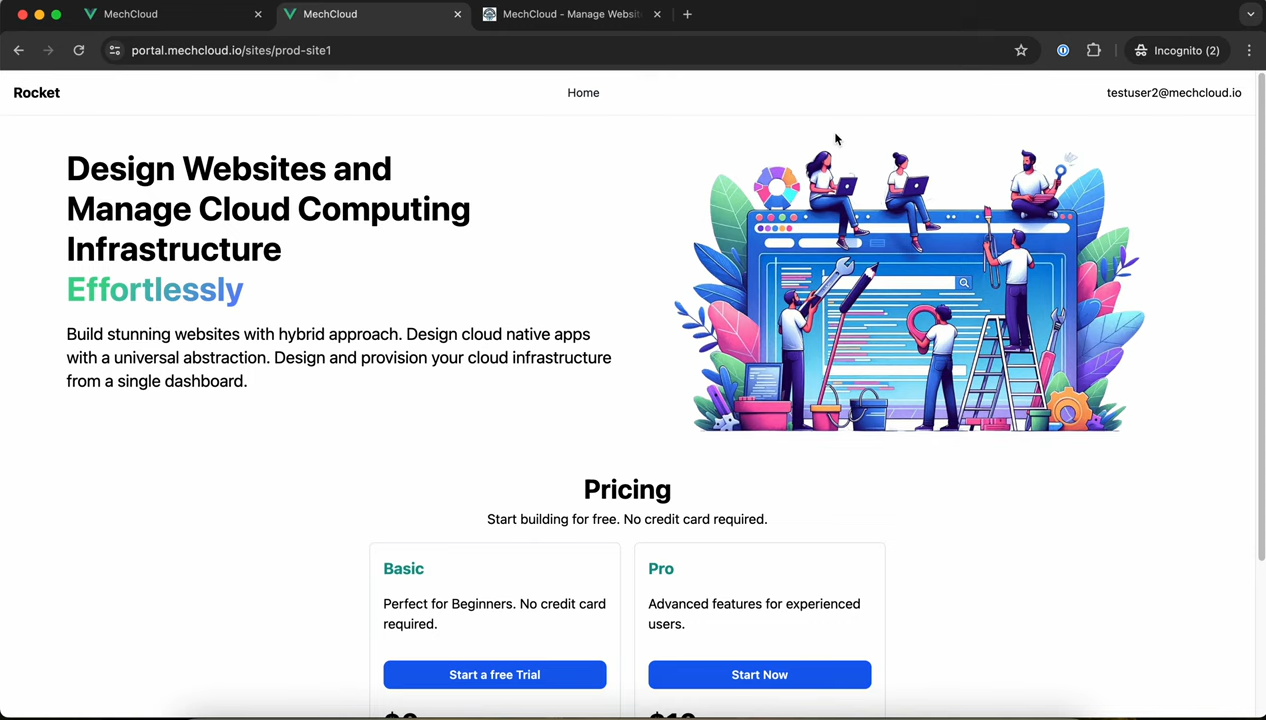 MechCloud
MechCloud
MechCloud - Manage Websit
portal.mechcloud.io/sites/prod-site1
Incognito (2)
Rocket
Home
testuser2@mechcloud.io
Design Websites and
Manage Cloud Computing
Infrastructure
Effortlessly
Build stunning websites with hybrid approach. Design cloud native apps
with a universal abstraction. Design and provision your cloud infrastructure
from a single dashboard.
Pricing
Start building for free. No credit card required.
Basic
Perfect for Beginners. No credit card
required.
Start a free Trial
Pro
Advanced features for experienced
users.
Start Now